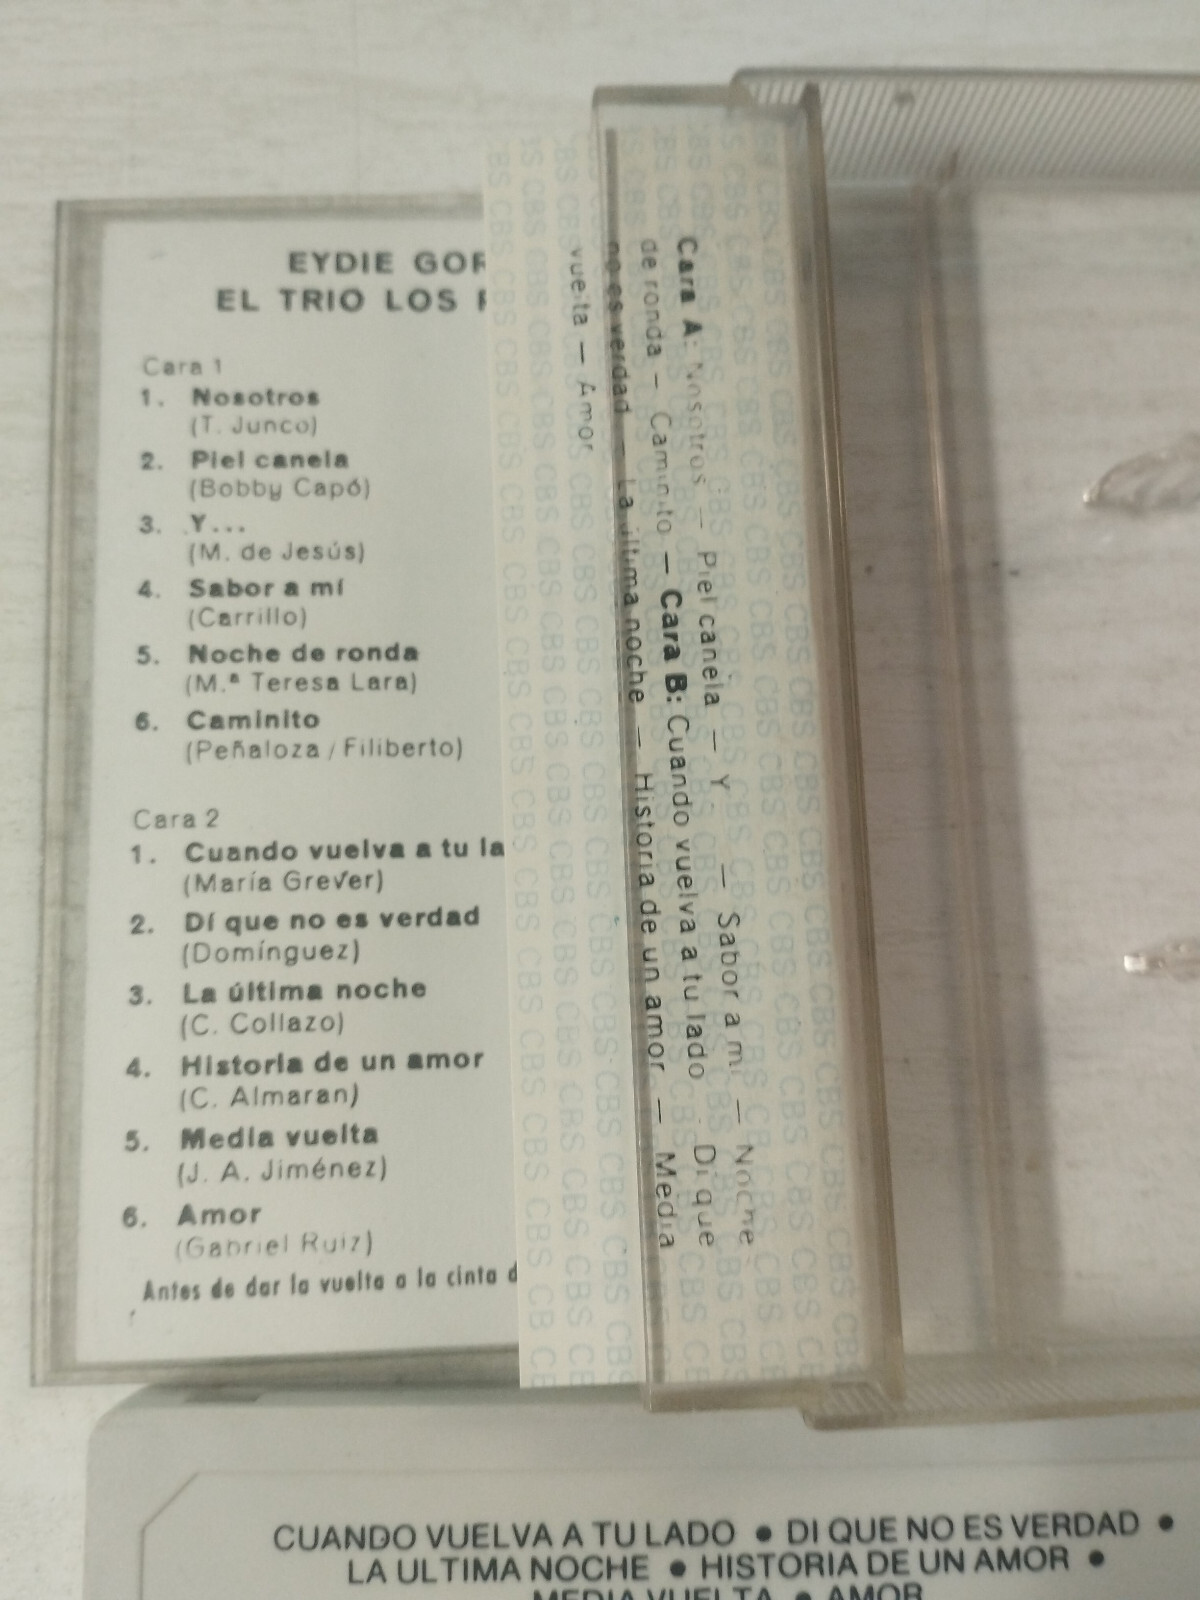 EYDIE GOR
EL TRIO LOS
Cara 1
1. Nosotros
(T. Junco)
2. Piel canela
(Bobby Capó)
3. Y...
(M. de Jesús)
4. Sabor a mí
(Carrillo)
5. Noche de ronda
(M.ª Teresa Lara)
6. Caminito
(Peñaloza / Filiberto)
Cara 2
1. Cuando vuelva a tu la
(María Grever)
2. Dí que no es verdad
(Domínguez)
3. La última noche
(C. Collazo)
4. Historia de un amor
(C. Almaran)
5. Media vuelta
(J. A. Jiménez)
6. Amor
(Gabriel Ruiz)
Antes de dar la vuelta a la cinta d
Cara A: Nosotros — Piel canela — Y — Sabor a mi — Noche
de ronda — Caminito — Cara B: Cuando vuelva a tu lado Di que
no es verdad — La última noche — Historia de un amor — Media
vuelta — Amor
CUANDO VUELVA A TU LADO • DI QUE NO ES VERDAD •
LA ULTIMA NOCHE • HISTORIA DE UN AMOR •
MEDIA VUELTA • AMOR